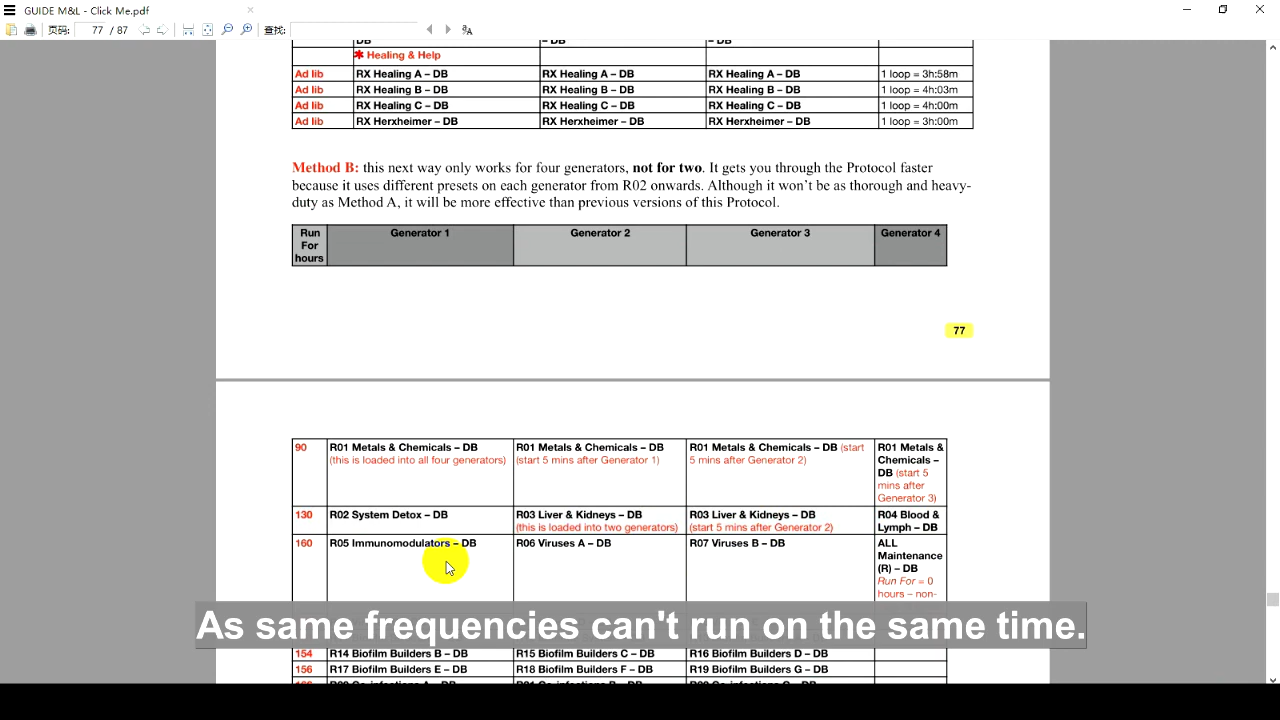 GUIDE M&L - Click Me.pdf
页码: 77 / 87 查找:
DB – DB – DB
✱ Healing & Help
Ad lib RX Healing A – DB RX Healing A – DB RX Healing A – DB 1 loop = 3h:58m
Ad lib RX Healing B – DB RX Healing B – DB RX Healing B – DB 1 loop = 4h:03m
Ad lib RX Healing C – DB RX Healing C – DB RX Healing C – DB 1 loop = 4h:00m
Ad lib RX Herxheimer – DB RX Herxheimer – DB RX Herxheimer – DB 1 loop = 3h:00m
Method B: this next way only works for four generators, not for two. It gets you through the Protocol faster
because it uses different presets on each generator from R02 onwards. Although it won't be as thorough and heavy-
duty as Method A, it will be more effective than previous versions of this Protocol.
Run Generator 1 Generator 2 Generator 3 Generator 4
For
hours
77
90 R01 Metals & Chemicals – DB R01 Metals & Chemicals – DB R01 Metals & Chemicals – DB (start R01 Metals &
(this is loaded into all four generators) (start 5 mins after Generator 1) 5 mins after Generator 2) Chemicals –
DB (start 5
mins after
Generator 3)
130 R02 System Detox – DB R03 Liver & Kidneys – DB R03 Liver & Kidneys – DB R04 Blood &
(this is loaded into two generators) (start 5 mins after Generator 2) Lymph – DB
160 R05 Immunomodulators – DB R06 Viruses A – DB R07 Viruses B – DB ALL
Maintenance
(R) – DB
Run For = 0
hours – non-
As same frequencies can't run on the same time.
154 R14 Biofilm Builders B – DB R15 Biofilm Builders C – DB R16 Biofilm Builders D – DB
156 R17 Biofilm Builders E – DB R18 Biofilm Builders F – DB R19 Biofilm Builders G – DB